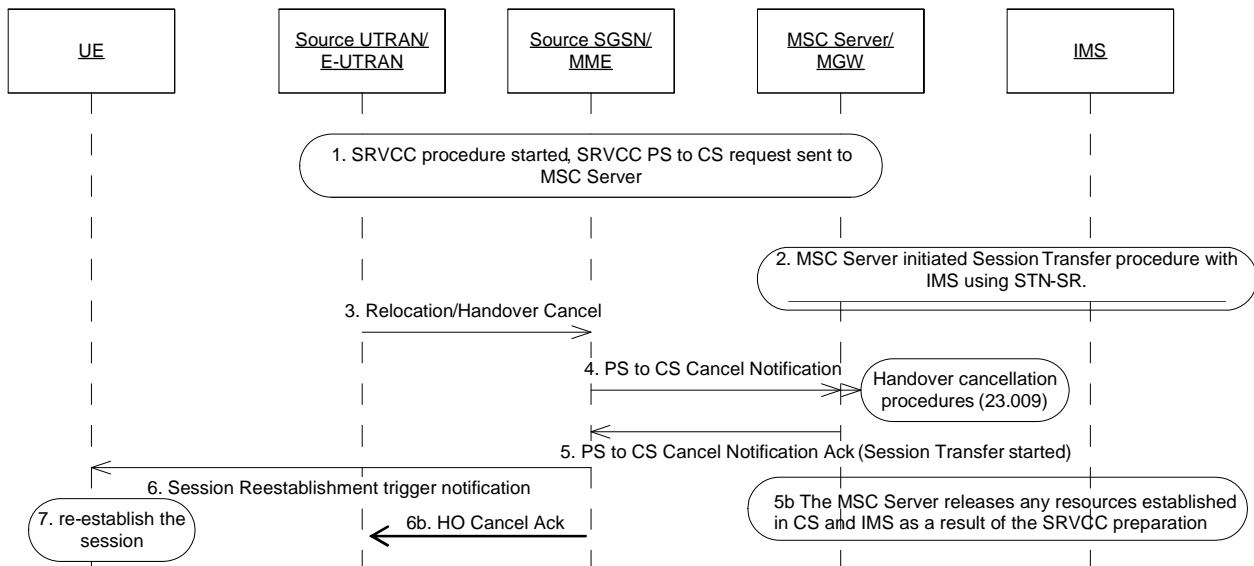 UE
Source UTRAN/
E-UTRAN
Source SGSN/
MME
MSC Server/
MGW
IMS
1. SRVCC procedure started, SRVCC PS to CS request sent to
MSC Server
2. MSC Server initiated Session Transfer procedure with
IMS using STN-SR.
3. Relocation/Handover Cancel
4. PS to CS Cancel Notification
Handover cancellation
procedures (23.009)
5. PS to CS Cancel Notification Ack (Session Transfer started)
6. Session Reestablishment trigger notification
5b The MSC Server releases any resources established
in CS and IMS as a result of the SRVCC preparation
7. re-establish the
session
6b. HO Cancel Ack